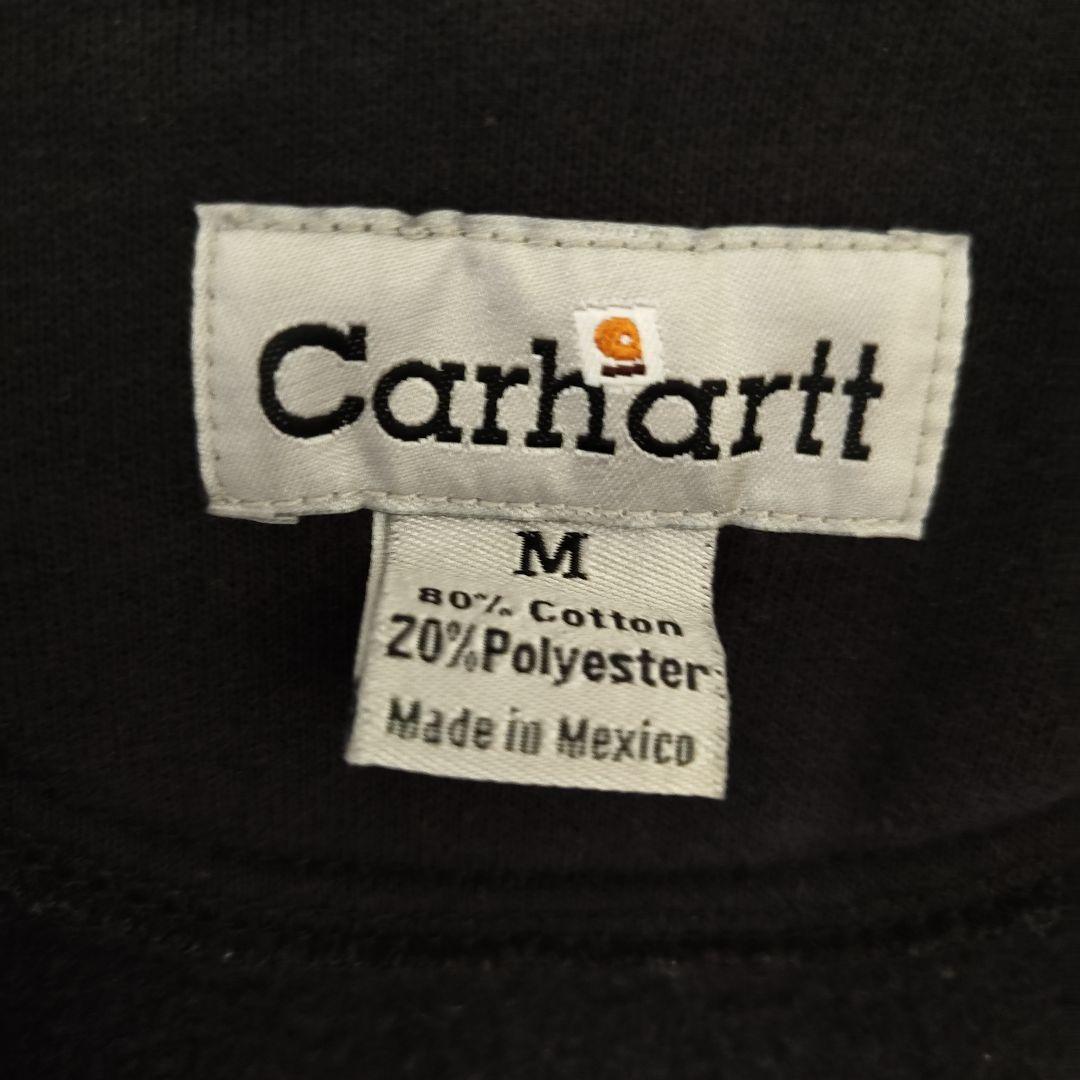 Carhartt
M
80% Cotton
20%Polyester
Made in Mexico